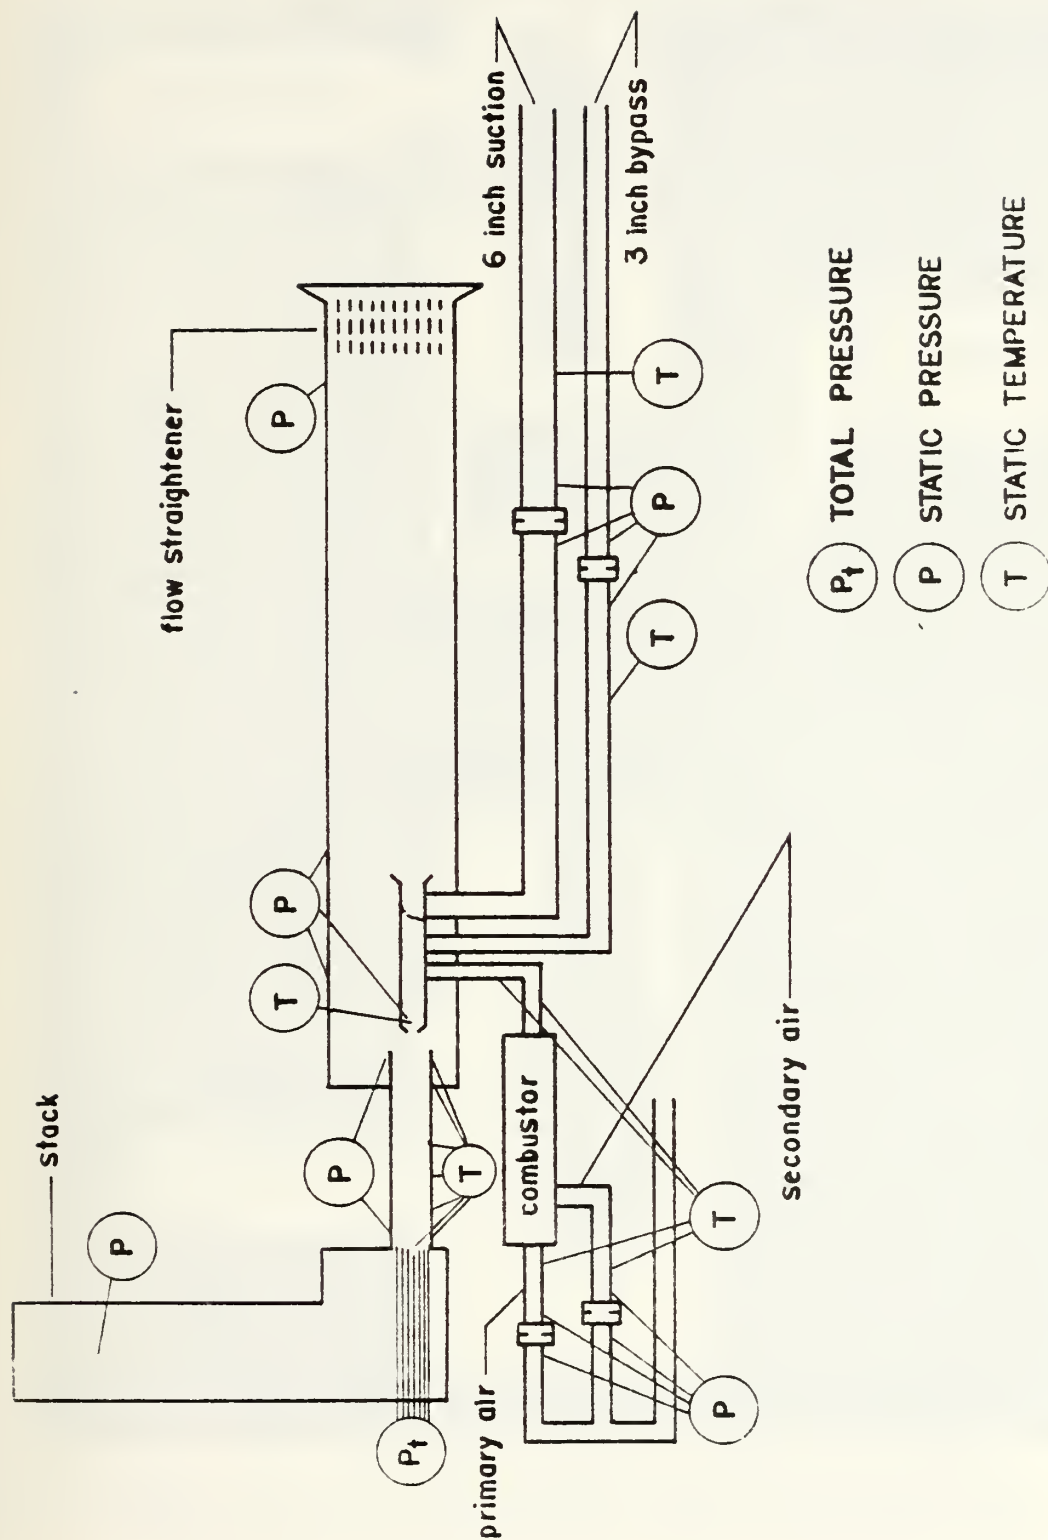 stack
flow straightener
6 inch suction
3 inch bypass
P
P
T
P
P
T
Pt
primary air
combustor
secondary air
T
P
T
P
T
P
Pt TOTAL PRESSURE
P STATIC PRESSURE
T STATIC TEMPERATURE